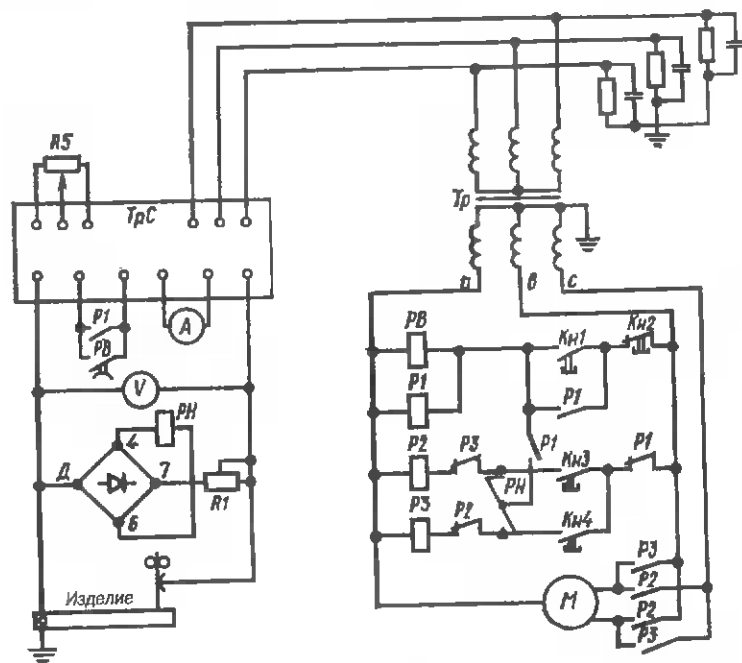 R5
ТрС
Тр
а в с
Р1
РВ
А
V
РН
4
Д 7
6
R1
Изделие
РВ
Кн1
Кн2
Р1
Р1
Р1
Р2
Р3
РН
Кн3
Р1
Р3
Р2
Кн4
М
Р3
Р2
Р2
Р3